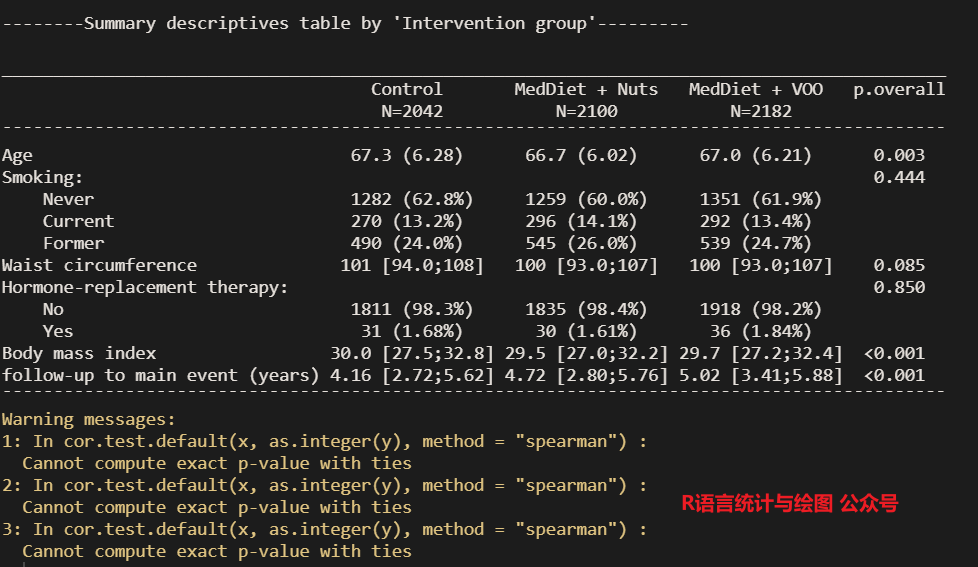 --------Summary descriptives table by 'Intervention group'---------
Control MedDiet + Nuts MedDiet + VOO p.overall
N=2042 N=2100 N=2182
Age 67.3 (6.28) 66.7 (6.02) 67.0 (6.21) 0.003
Smoking: 0.444
Never 1282 (62.8%) 1259 (60.0%) 1351 (61.9%)
Current 270 (13.2%) 296 (14.1%) 292 (13.4%)
Former 490 (24.0%) 545 (26.0%) 539 (24.7%)
Waist circumference 101 [94.0;108] 100 [93.0;107] 100 [93.0;107] 0.085
Hormone-replacement therapy: 0.850
No 1811 (98.3%) 1835 (98.4%) 1918 (98.2%)
Yes 31 (1.68%) 30 (1.61%) 36 (1.84%)
Body mass index 30.0 [27.5;32.8] 29.5 [27.0;32.2] 29.7 [27.2;32.4] <0.001
follow-up to main event (years) 4.16 [2.72;5.62] 4.72 [2.80;5.76] 5.02 [3.41;5.88] <0.001
Warning messages:
1: In cor.test.default(x, as.integer(y), method = "spearman") :
Cannot compute exact p-value with ties
2: In cor.test.default(x, as.integer(y), method = "spearman") :
Cannot compute exact p-value with ties
3: In cor.test.default(x, as.integer(y), method = "spearman") :
Cannot compute exact p-value with ties
R语言统计与绘图 公众号